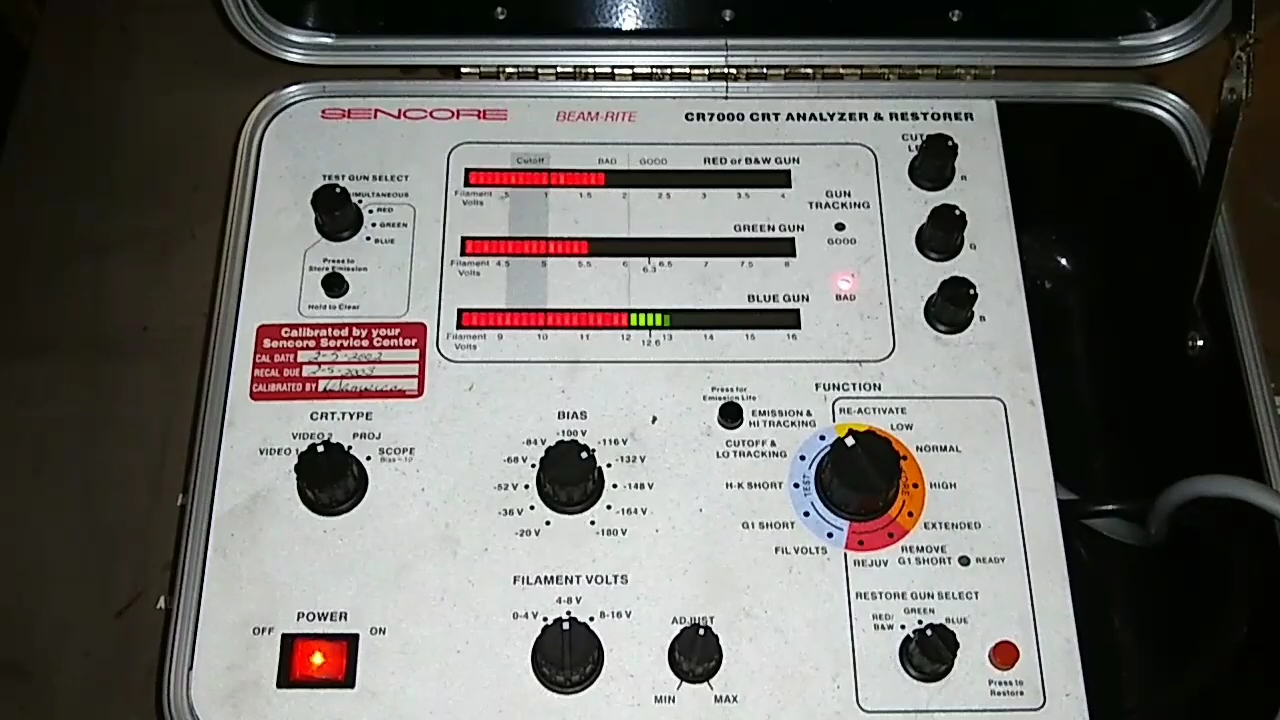 SENCORE BEAM-RITE CR7000 CRT ANALYZER & RESTORER
TEST GUN SELECT
SIMULTANEOUS
RED
GREEN
BLUE
Press to
Store Emission
Hold to Clear
Cutoff BAD GOOD RED or B&W GUN
Filament Volts .5 1 1.5 2 2.5 3 3.5 4
GREEN GUN
Filament Volts 4.5 5 5.5 6 6.3 6.5 7 7.5 8
BLUE GUN
Filament Volts 9 10 11 12 12.6 13 14 15 16
GUN
TRACKING
GOOD
BAD
R
G
B
Calibrated by your
Sencore Service Center
CAL DATE 2-5-2002
RECAL DUE 2-5-2003
CALIBRATED BY
CRT TYPE
VIDEO 1 VIDEO 2 PROJ SCOPE
BIAS
-20 V -36 V -52 V -68 V -84 V -100 V -116 V -132 V -148 V -164 V -180 V
Press for
Emission Life
FUNCTION
EMISSION &
HI TRACKING
CUTOFF &
LO TRACKING
H-K SHORT
G1 SHORT
FIL VOLTS
TEST
RE-ACTIVATE
LOW
NORMAL
HIGH
EXTENDED
REMOVE
G1 SHORT
REJUV
READY
FILAMENT VOLTS
0-4 V 4-8 V 8-16 V
ADJUST
MIN MAX
POWER
OFF ON
RESTORE GUN SELECT
RED/
B&W
GREEN
BLUE
Press to
Restore